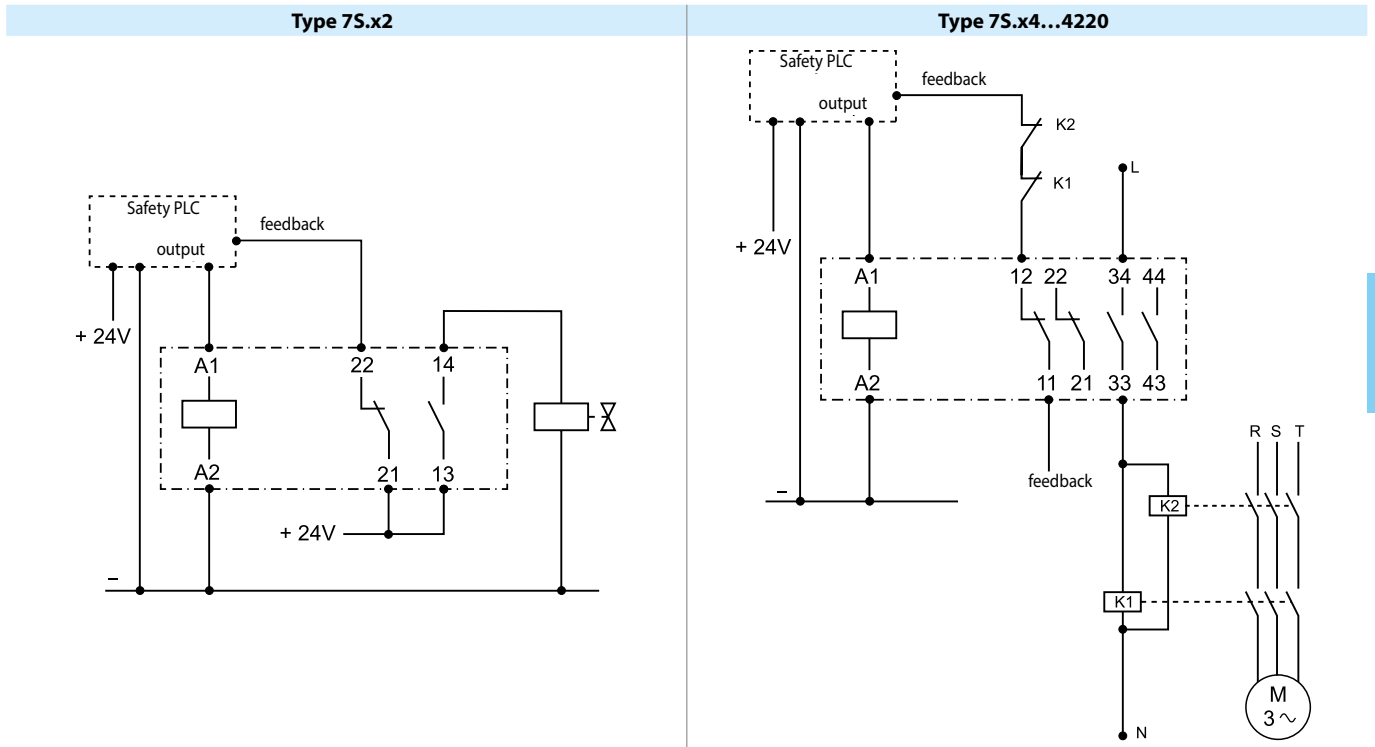 Type 7S.x2
Safety PLC
output
feedback
+ 24V
A1
22
14
A2
21
13
+ 24V
–
Type 7S.x4…4220
Safety PLC
output
feedback
K2
K1
L
+ 24V
A1
12 22
34 44
A2
11 21
33 43
feedback
–
R S T
K2
K1
M
3 ~
N